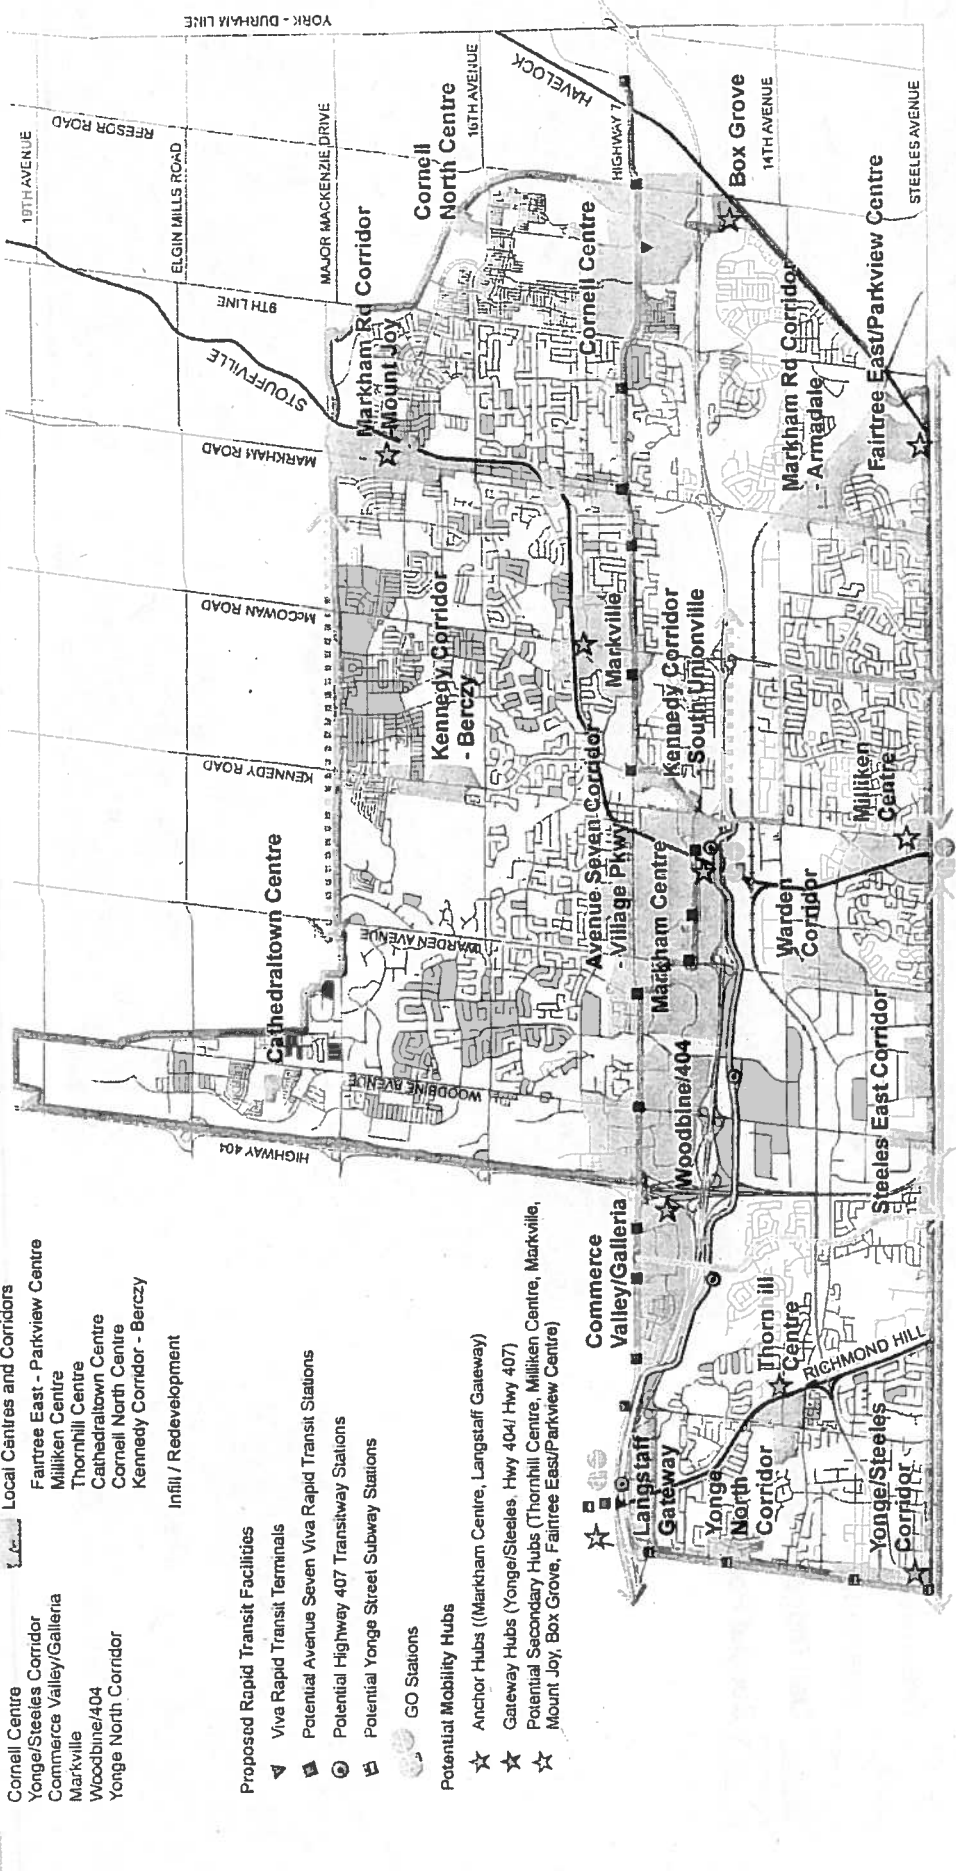 Cornell Centre
Yonge/Steeles Corridor
Commerce Valley/Galleria
Markville
Woodbine/404
Yonge North Corridor
Local Centres and Corridors
Fairtree East - Parkview Centre
Milliken Centre
Thornhill Centre
Cathedraltown Centre
Cornell North Centre
Kennedy Corridor - Berczy
Infill / Redevelopment
Proposed Rapid Transit Facilities
Viva Rapid Transit Terminals
Potential Avenue Seven Viva Rapid Transit Stations
Potential Highway 407 Transitway Stations
Potential Yonge Street Subway Stations
GO Stations
Potential Mobility Hubs
Anchor Hubs ((Markham Centre, Langstaff Gateway)
Gateway Hubs (Yonge/Steeles, Hwy 404/ Hwy 407)
Potential Secondary Hubs (Thornhill Centre, Milliken Centre, Markville,
Mount Joy, Box Grove, Fairtree East/Parkview Centre)
19TH AVENUE
ELGIN MILLS ROAD
MAJOR MACKENZIE DRIVE
16TH AVENUE
HIGHWAY 7
14TH AVENUE
STEELES AVENUE
YORK - DURHAM LINE
REESOR ROAD
9TH LINE
MARKHAM ROAD
McCOWAN ROAD
KENNEDY ROAD
WARDEN AVENUE
WOODBINE AVENUE
HIGHWAY 404
STOUFFVILLE
HAVELOCK
RICHMOND HILL
Cathedraltown Centre
Markham Rd Corridor
- Mount Joy
Cornell
North Centre
Kennedy Corridor
- Berczy
Cornell Centre
Box Grove
Markville
Kennedy Corridor
South Unionville
Avenue Seven Corridor
- Village Pkwy
Markham Centre
Woodbine/404
Commerce
Valley/Galleria
Langstaff
Gateway
Yonge
North
Corridor
Thorn ill
Centre
Yonge/Steeles
Corridor
Steeles East Corridor
Warden
Corridor
Milliken
Centre
Markham Rd Corridor
- Armadale
Fairtree East/Parkview Centre